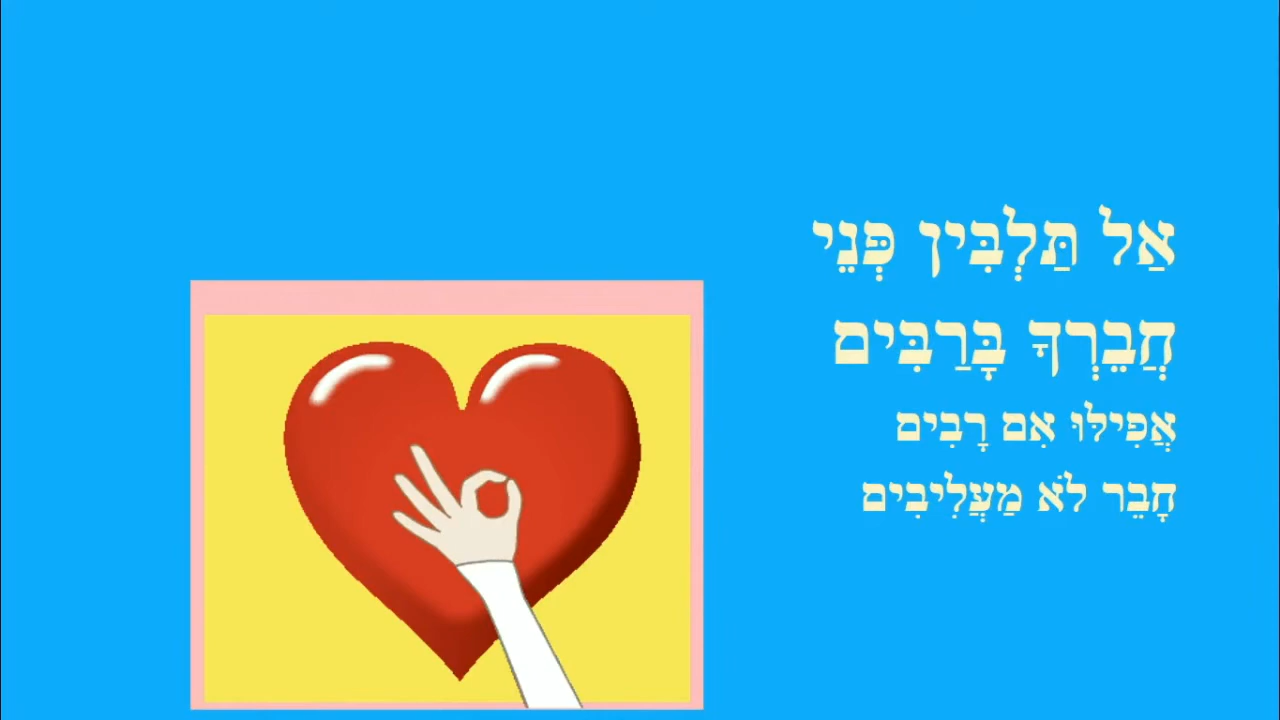 אַל תַּלְבִּין פְּנֵי
חֲבֵרְךָ בָּרַבִּים
אֲפִילּוּ אִם רָבִים
חָבֵר לֹא מַעֲלִיבִים